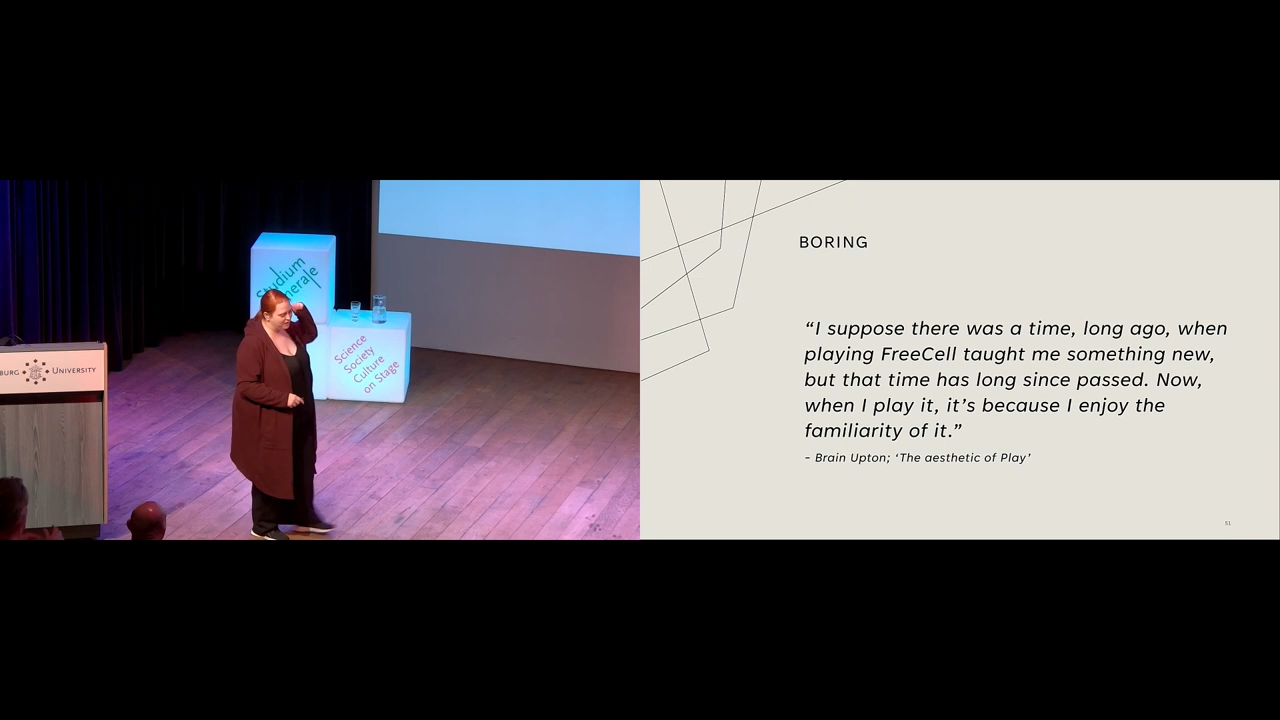 Studium
BURG UNIVERSITY
Science
Society
Culture
on Stage
BORING
“I suppose there was a time, long ago, when
playing FreeCell taught me something new,
but that time has long since passed. Now,
when I play it, it’s because I enjoy the
familiarity of it.”
– Brain Upton; ‘The aesthetic of Play’
51